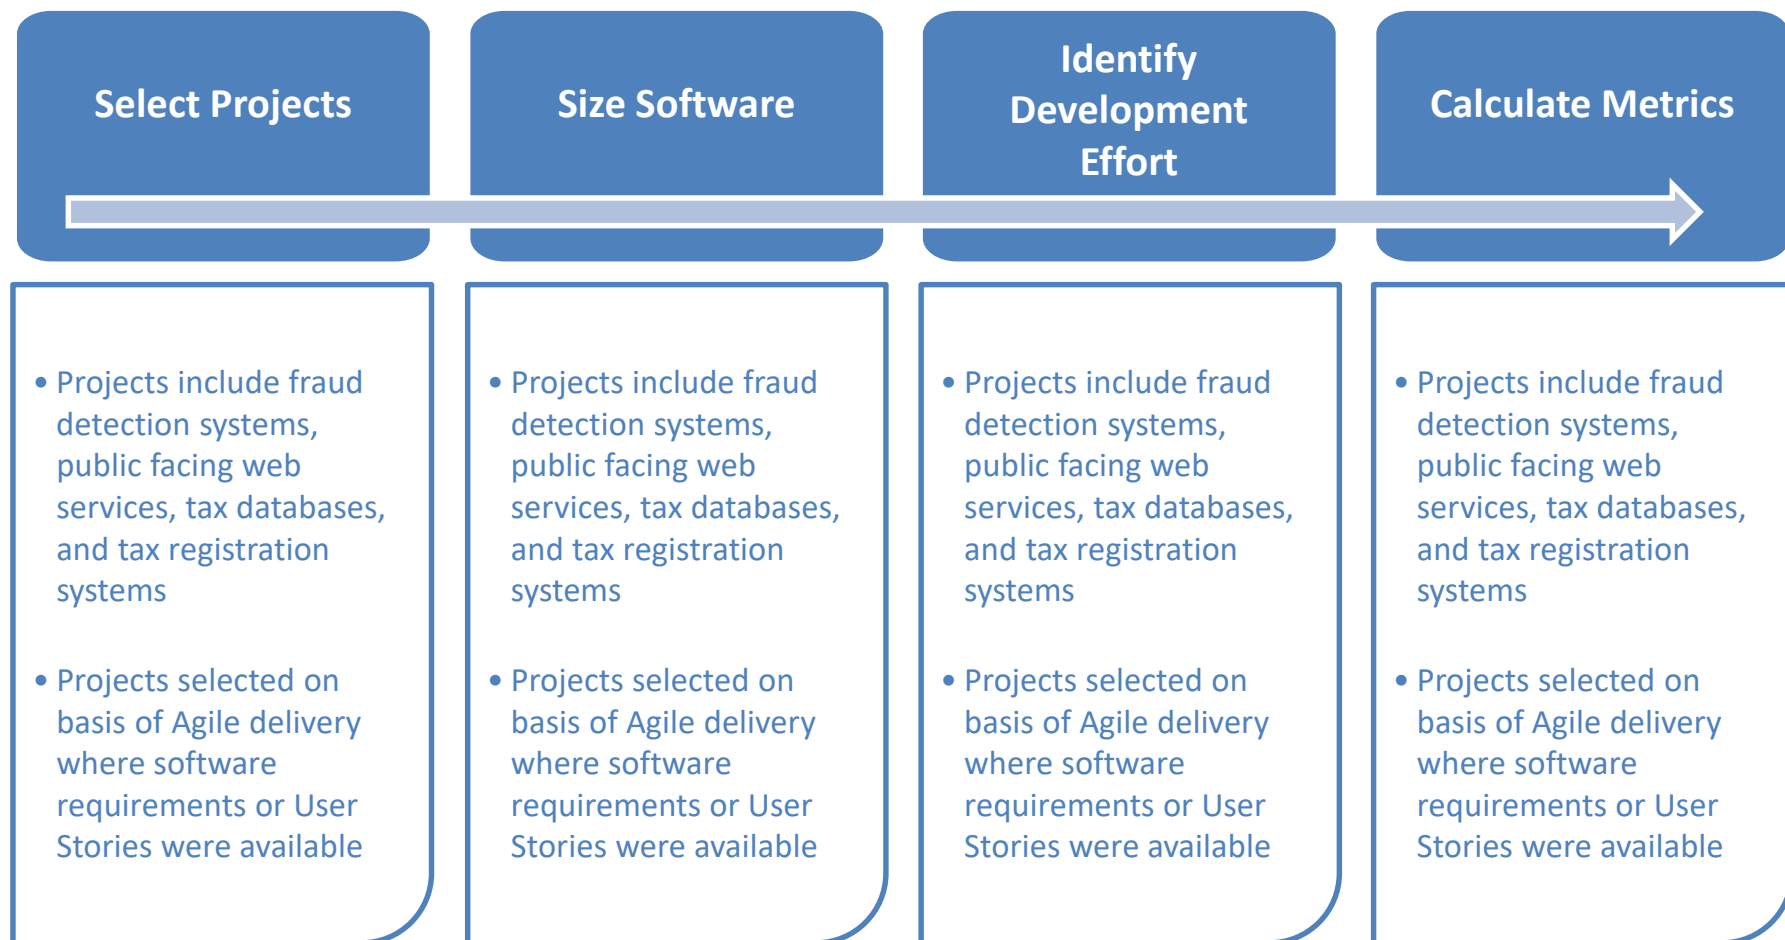 Select Projects
Size Software
Identify
Development
Effort
Calculate Metrics
• Projects include fraud
detection systems,
public facing web
services, tax databases,
and tax registration
systems
• Projects selected on
basis of Agile delivery
where software
requirements or User
Stories were available
• Projects include fraud
detection systems,
public facing web
services, tax databases,
and tax registration
systems
• Projects selected on
basis of Agile delivery
where software
requirements or User
Stories were available
• Projects include fraud
detection systems,
public facing web
services, tax databases,
and tax registration
systems
• Projects selected on
basis of Agile delivery
where software
requirements or User
Stories were available
• Projects include fraud
detection systems,
public facing web
services, tax databases,
and tax registration
systems
• Projects selected on
basis of Agile delivery
where software
requirements or User
Stories were available